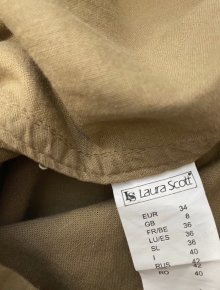 LS Laura Scott
EUR 34
GB 8
FR/BE 36
LU/ES 36
SL 36
I 40
RUS 42
RO 40